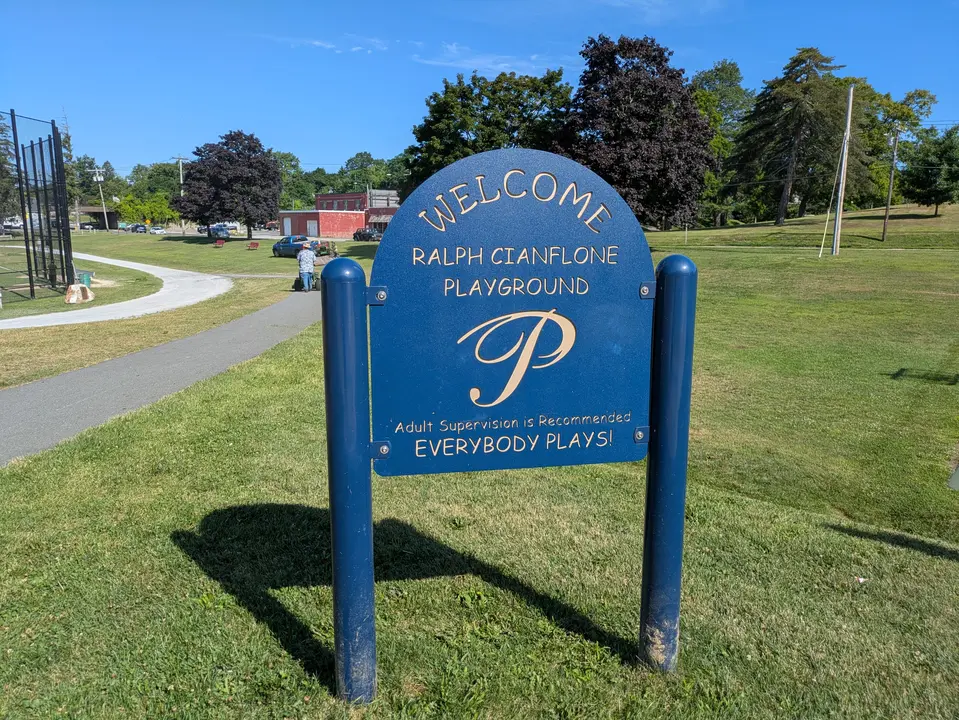 WELCOME
RALPH CIANFLONE
PLAYGROUND
P
Adult Supervision is Recommended
EVERYBODY PLAYS!